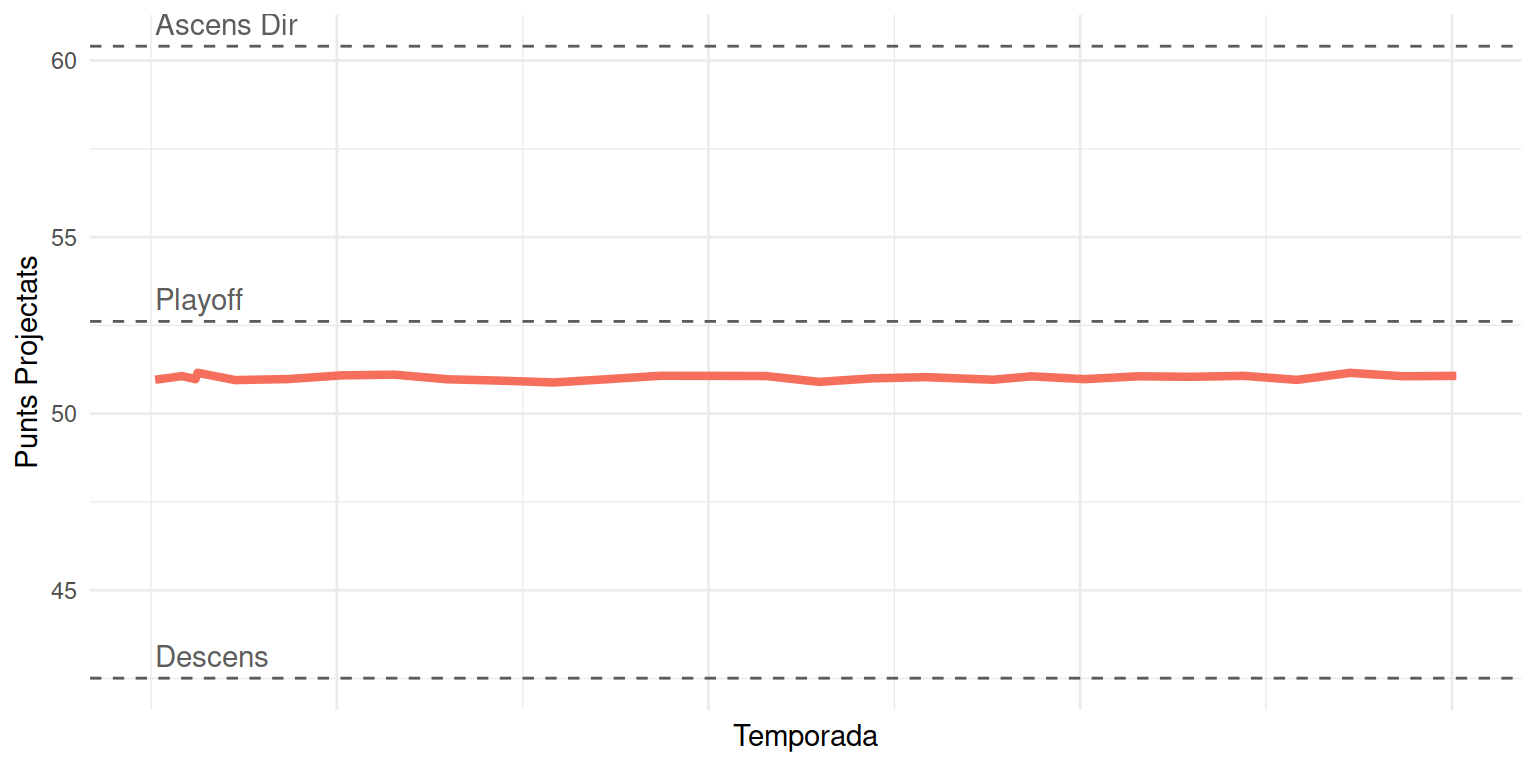 Ascens Dir
60
55
Playoff
50
45
Descens
Punts Projectats
Temporada